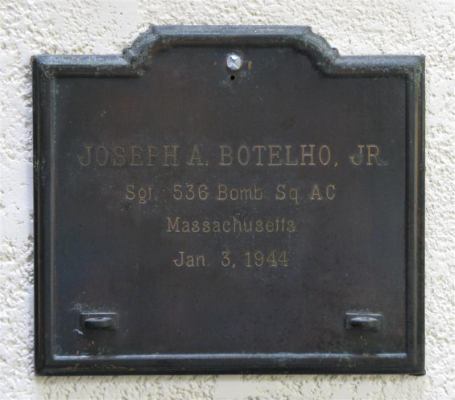 JOSEPH A. BOTELHO, JR.
Sgt. 536 Bomb Sq AC
Massachusetts
Jan. 3, 1944